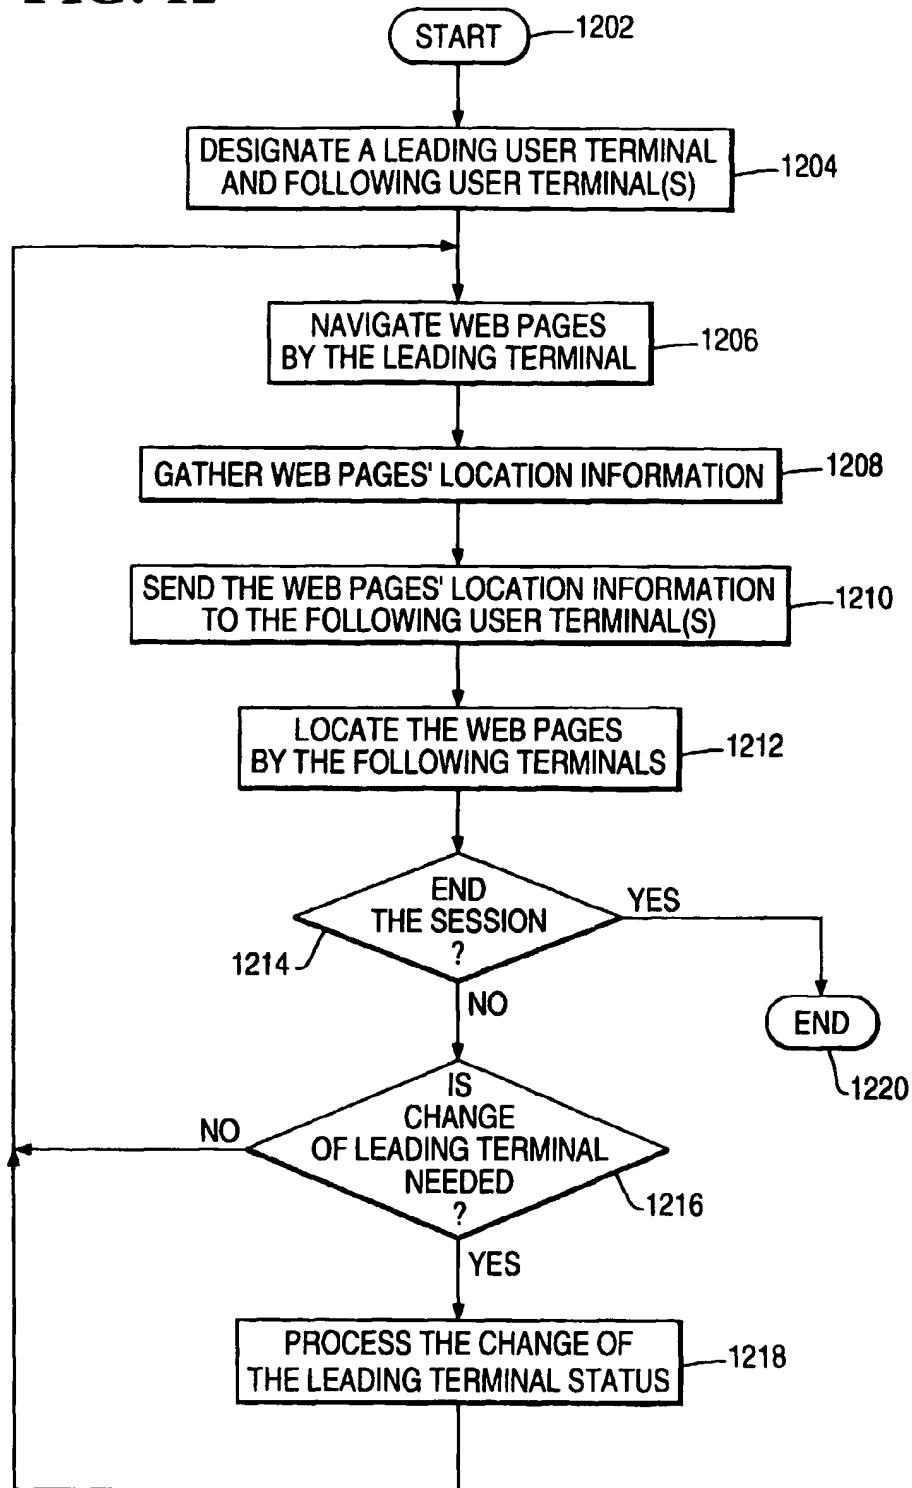 START
1202
DESIGNATE A LEADING USER TERMINAL
AND FOLLOWING USER TERMINAL(S)
1204
NAVIGATE WEB PAGES
BY THE LEADING TERMINAL
1206
GATHER WEB PAGES' LOCATION INFORMATION
1208
SEND THE WEB PAGES' LOCATION INFORMATION
TO THE FOLLOWING USER TERMINAL(S)
1210
LOCATE THE WEB PAGES
BY THE FOLLOWING TERMINALS
1212
END
THE SESSION
?
1214
YES
NO
END
1220
IS
CHANGE
OF LEADING TERMINAL
NEEDED
?
1216
NO
YES
PROCESS THE CHANGE OF
THE LEADING TERMINAL STATUS
1218